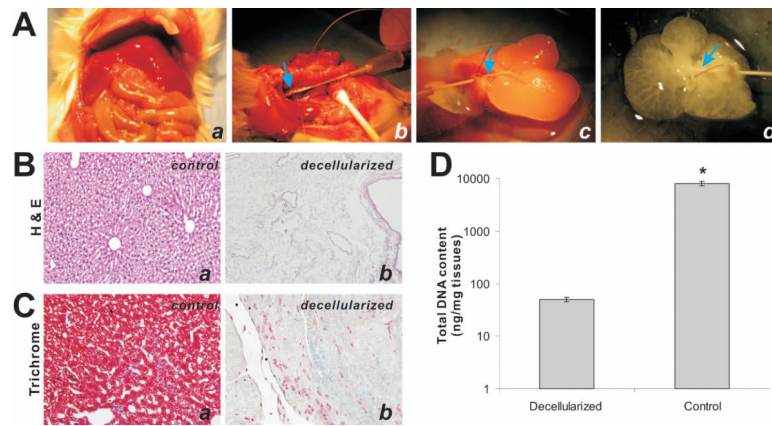 A
a
b
c
d
B
H & E
control
a
decellularized
b
C
Trichrome
control
a
decellularized
b
D
Total DNA content
(ng/mg tissues)
10000
1000
100
10
1
*
Decellularized
Control